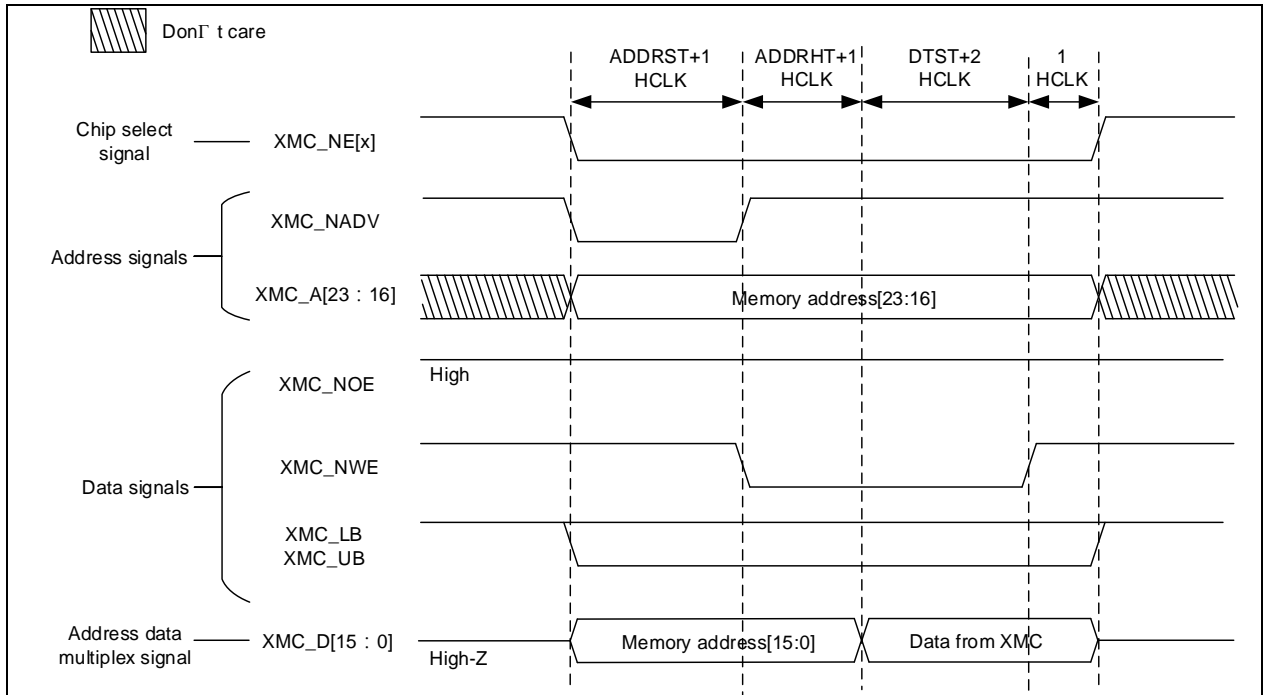 DonΓ t care
ADDRST+1
HCLK
ADDRHT+1
HCLK
DTST+2
HCLK
1
HCLK
Chip select
signal
XMC_NE[x]
Address signals
XMC_NADV
XMC_A[23：16]
Memory address[23:16]
Data signals
XMC_NOE
High
XMC_NWE
XMC_LB
XMC_UB
Address data
multiplex signal
XMC_D[15：0]
High-Z
Memory address[15:0]
Data from XMC